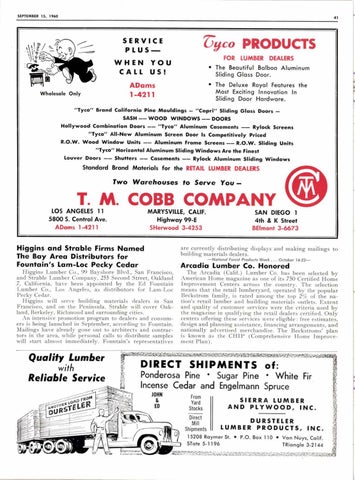 SEPTEMBER 15, 1960
41
SERVICE
PLUS—
WHEN YOU
CALL US!
ADams
1-4211
Wholesale Only
Tyco PRODUCTS
FOR LUMBER DEALERS
• The Beautiful Balboa Aluminum
Sliding Glass Door.
• The Deluxe Royal Features the
Most Exciting Innovation In
Sliding Door Hardware.
"Tyco" Brand California Pine Mouldings — "Capri" Sliding Glass Doors —
SASH — WOOD WINDOWS — DOORS
Hollywood Combination Doors — "Tyco" Aluminum Casements — Rylock Screens
"Tyco" All-New Aluminum Screen Door Is Competitively Priced
R.O.W. Wood Window Units — Aluminum Frame Screens — R.O.W. Sliding Units
"Tyco" Horizontal Aluminum Sliding Windows Are the Finest
Louver Doors — Shutters — Casements — Rylock Aluminum Sliding Windows
Standard Brand Materials for the RETAIL LUMBER DEALERS
Two Warehouses to Serve You —
T. M. COBB COMPANY
LOS ANGELES 11
5800 S. Central Ave.
ADams 1-4211
MARYSVILLE, CALIF.
Highway 99-E
SHerwood 3-4253
SAN DIEGO 1
4th & K Street
BElmont 3-6673
Higgins and Strable Firms Named
The Bay Area Distributors for
Fountain's Lam-Loc Pecky Cedar
Higgins Lumber Co., 99 Bayshore Blvd., San Francisco,
and Strable Lumber Company, 255 Second Street, Oakland
7, California, have been appointed by the Ed Fountain
Lumber Co., Los Angeles, as distributors for Lam-Loc
Pecky Cedar.
Higgins will serve building materials dealers in San
Francisco, and on the Peninsula. Strable will cover Oak-
land, Berkeley, Richmond and surrounding cities.
An intensive promotion program to dealers and consum-
ers is being launched in September, according to Fountain.
Mailings have already gone out to architects and contrac-
tors in the area, while personal calls to distribute samples
will start almost immediately. Fountain's representatives
are currently distributing displays and making mailings to
building materials dealers.
—National Forest Products Week . . . October 16-22—
Arcadia Lumber Co. Honored
The Arcadia (Calif.) Lumber Co. has been selected by
American Home magazine as one of its 750 Certified Home
Improvement Centers across the country. The selection
means that retail lumberyard, operated by the popular
Beckstrom family, is rated among the top 2% of the na-
tion's retail lumber and building materials outlets. Extent
and quality of customer services were the criteria used by
the magazine in qualifying the retail dealers certified. Only
centers offering such services were eligible: free estimates,
design and planning assistance, financing arrangements, and
nationally advertised merchandise. The Beckstroms' plan
is known as the CHIP (Comprehensive Home Improve-
ment Plan).
Quality Lumber
with
Reliable Service
A LOAD FROM
DURSTELER
DIRECT SHIPMENTS of:
Ponderosa Pine • Sugar Pine • White Fir
Incense Cedar and Engelmann Spruce
JOHN
&
ED
From
Yard
Stocks
Direct
Mill
Shipments
SIERRA LUMBER
AND PLYWOOD, INC.
DURSTELER
LUMBER PRODUCTS, INC.
15208 Raymer St. • P.O. Box 110 • Van Nuys, Calif.
STate 5-1196
TRiangle 3-2144